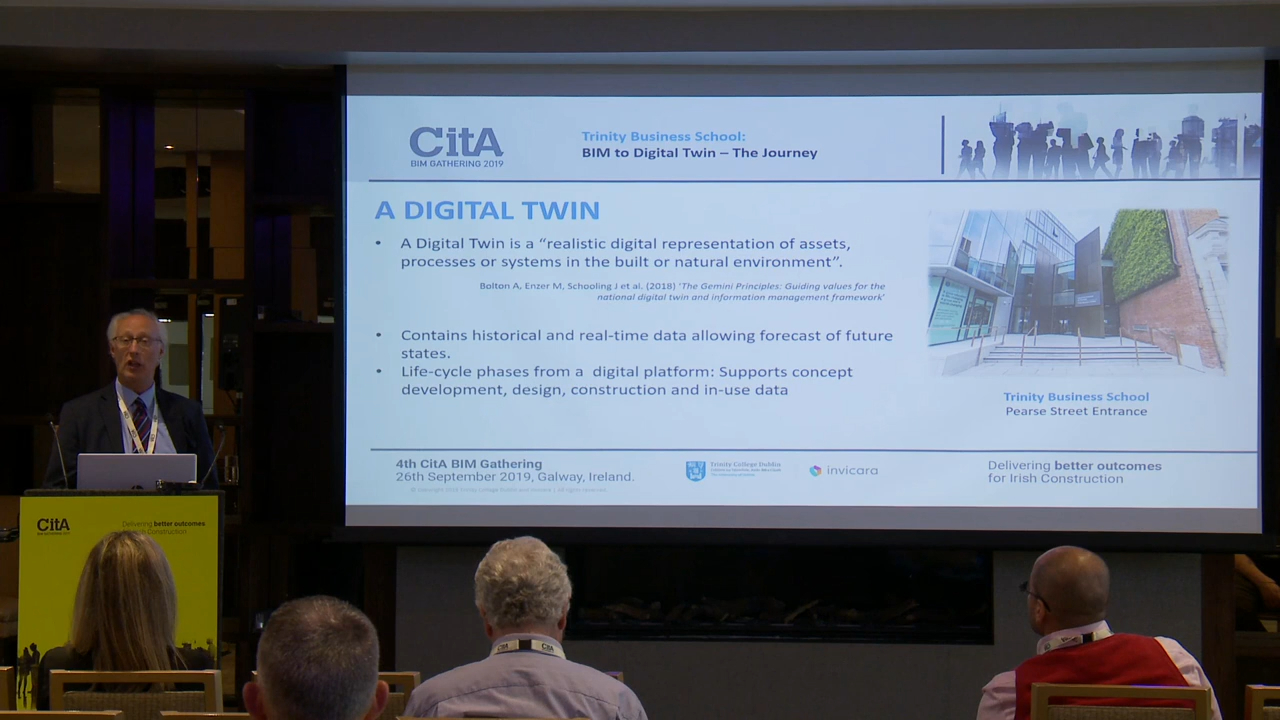 CitA
BIM GATHERING 2019
Trinity Business School:
BIM to Digital Twin – The Journey
A DIGITAL TWIN
• A Digital Twin is a “realistic digital representation of assets,
processes or systems in the built or natural environment”.
Bolton A, Enzer M, Schooling J et al. (2018) ‘The Gemini Principles: Guiding values for the
national digital twin and information management framework’
• Contains historical and real-time data allowing forecast of future
states.
• Life-cycle phases from a digital platform: Supports concept
development, design, construction and in-use data
Trinity Business School
Pearse Street Entrance
4th CitA BIM Gathering
26th September 2019, Galway, Ireland.
Trinity College Dublin
invicara
Delivering better outcomes
for Irish Construction
CitA
Delivering better outcomes
Irish Construction
CitA